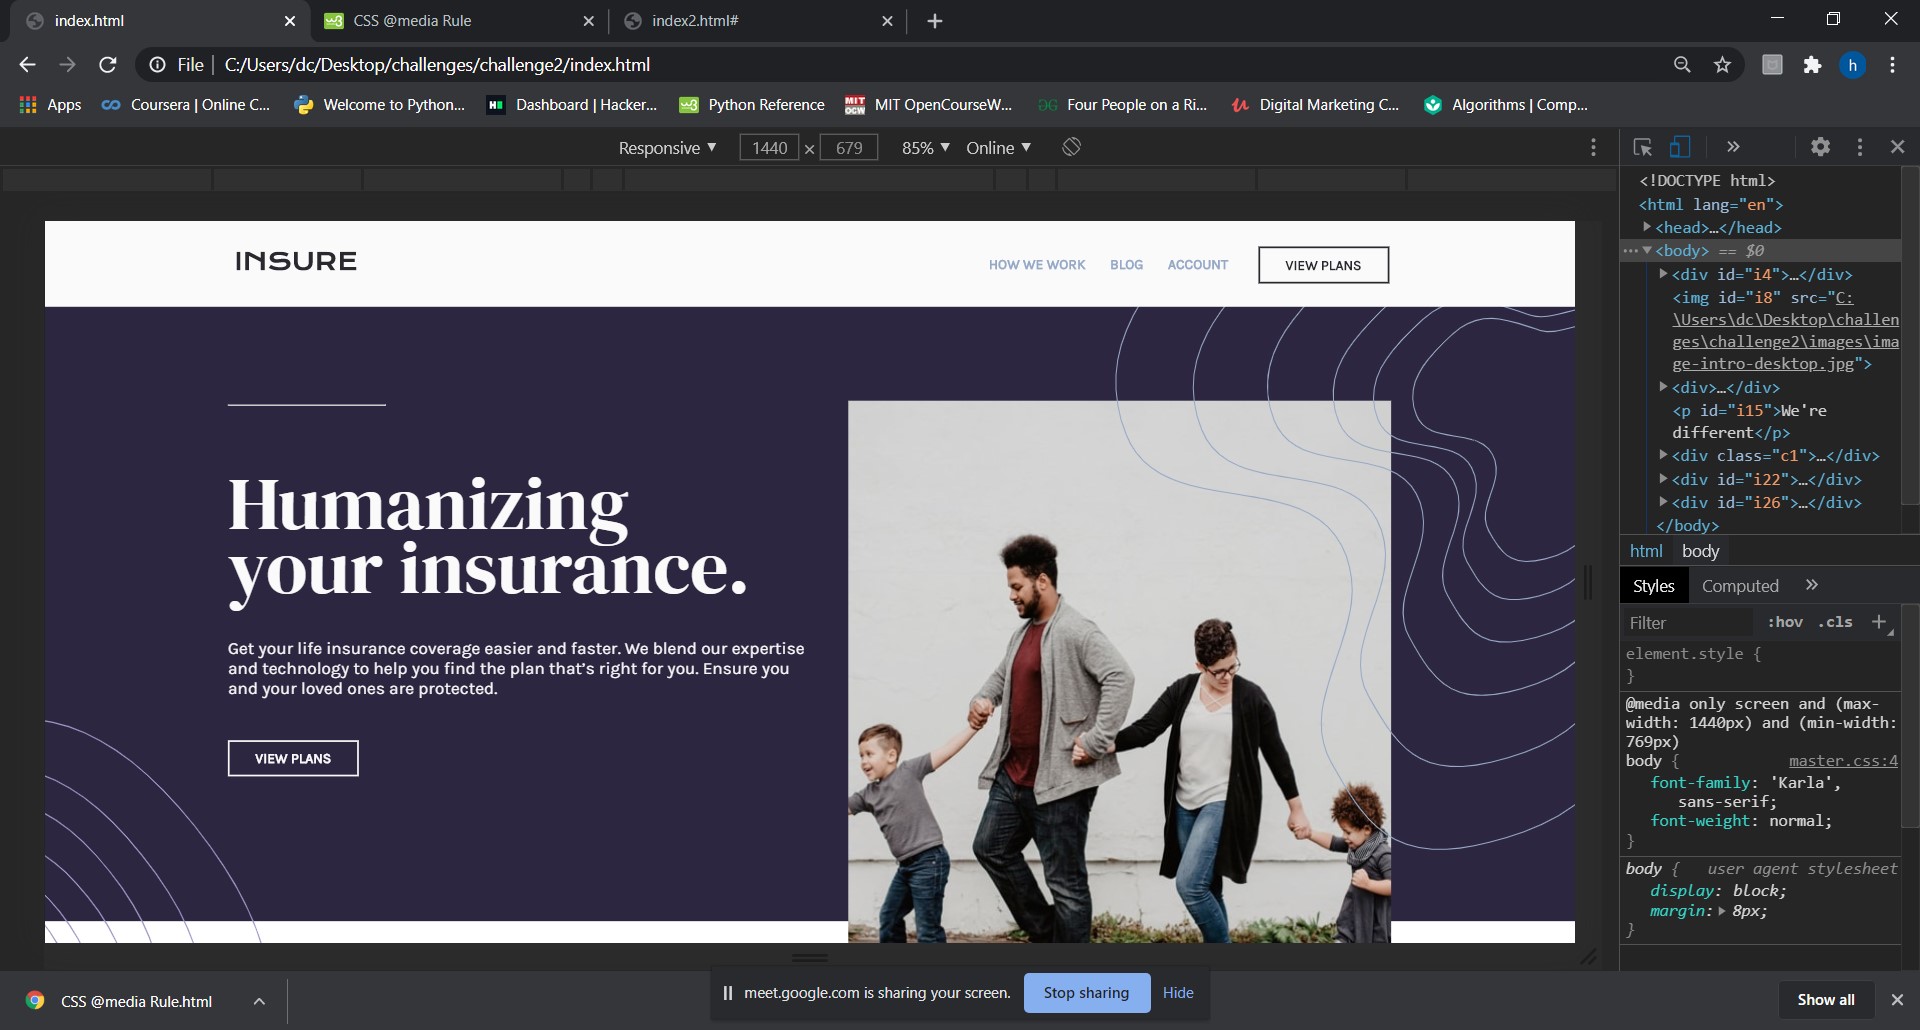 index.html
CSS @media Rule
index2.html#
File
C:/Users/dc/Desktop/challenges/challenge2/index.html
h
Apps
Coursera | Online C...
Welcome to Python...
Dashboard | Hacker...
Python Reference
MIT OpenCourseW...
Four People on a Ri...
Digital Marketing C...
Algorithms | Comp...
Responsive ▼ 1440 × 679 85% ▼ Online ▼
<!DOCTYPE html>
<html lang="en">
<head>…</head>
<body> == $0
<div id="i4">…</div>
<img id="i8" src="C:
\Users\dc\Desktop\challen
ges\challenge2\images\ima
ge-intro-desktop.jpg">
<div>…</div>
<p id="i15">We're
different</p>
<div class="c1">…</div>
<div id="i22">…</div>
<div id="i26">…</div>
</body>
html body
Styles Computed
Filter :hov .cls
element.style {
}
@media only screen and (max-
width: 1440px) and (min-width:
769px)
body { master.css:4
font-family: 'Karla',
sans-serif;
font-weight: normal;
}
body { user agent stylesheet
display: block;
margin: 8px;
}
INSURE
HOW WE WORK BLOG ACCOUNT VIEW PLANS
Humanizing
your insurance.
Get your life insurance coverage easier and faster. We blend our expertise
and technology to help you find the plan that's right for you. Ensure you
and your loved ones are protected.
VIEW PLANS
CSS @media Rule.html
meet.google.com is sharing your screen. Stop sharing Hide
Show all